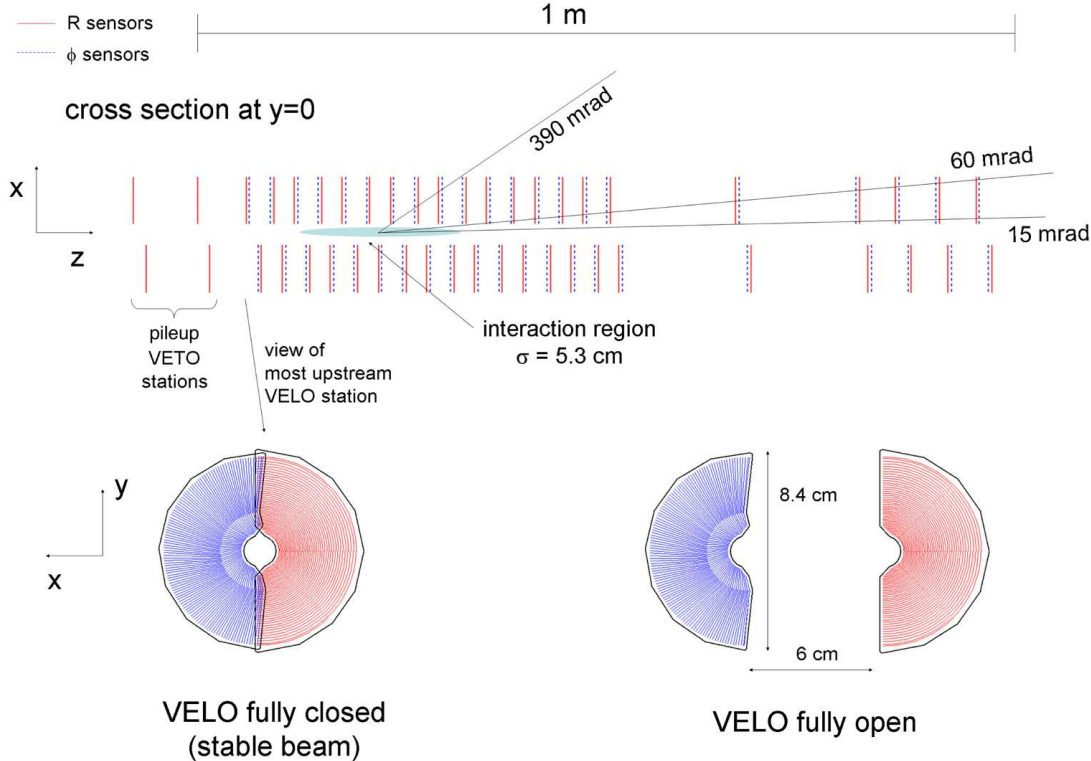 R sensors
ϕ sensors
1 m
cross section at y=0
390 mrad
60 mrad
15 mrad
x
z
pileup
VETO
stations
view of
most upstream
VELO station
interaction region
σ = 5.3 cm
y
x
8.4 cm
6 cm
VELO fully closed
(stable beam)
VELO fully open